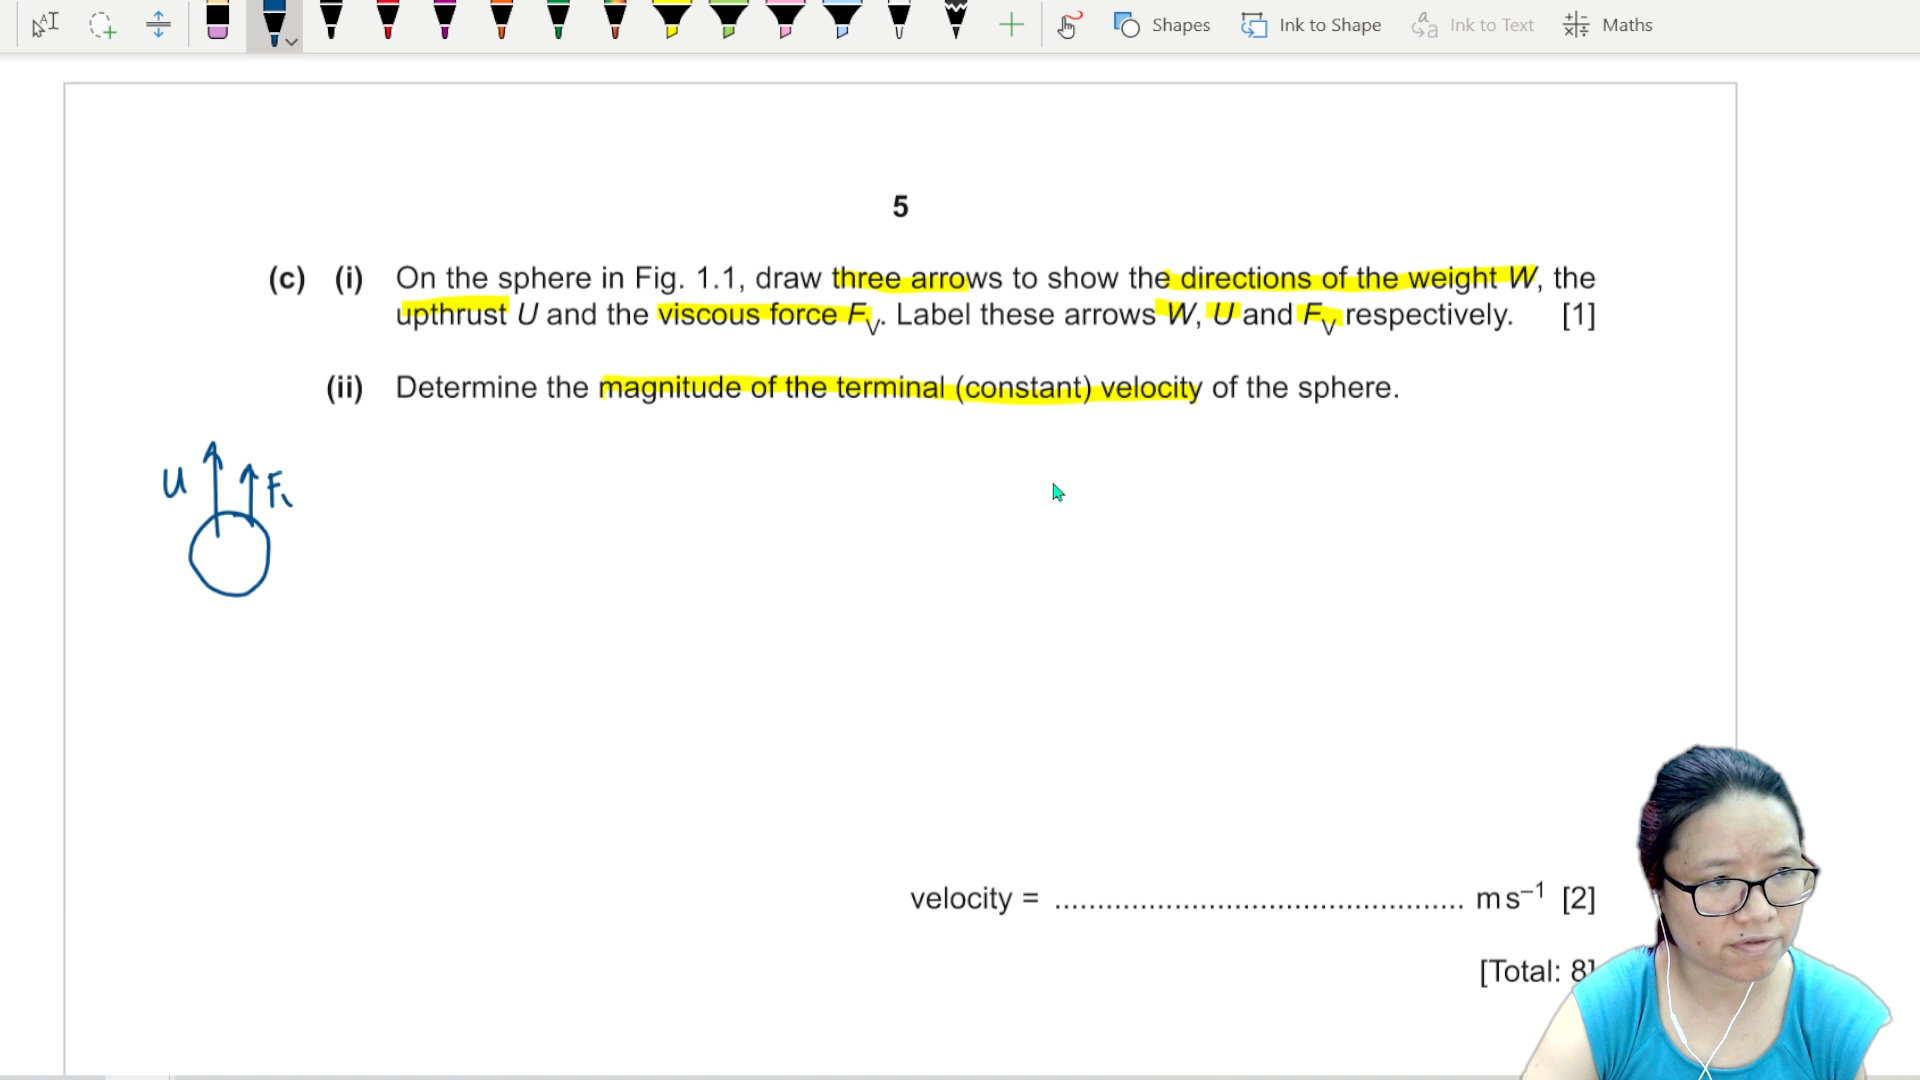 Shapes Ink to Shape Ink to Text Maths
5
(c) (i) On the sphere in Fig. 1.1, draw three arrows to show the directions of the weight W, the
upthrust U and the viscous force FV. Label these arrows W, U and FV respectively. [1]
(ii) Determine the magnitude of the terminal (constant) velocity of the sphere.
U F
velocity = ................................................ m s–1 [2]
[Total: 8]